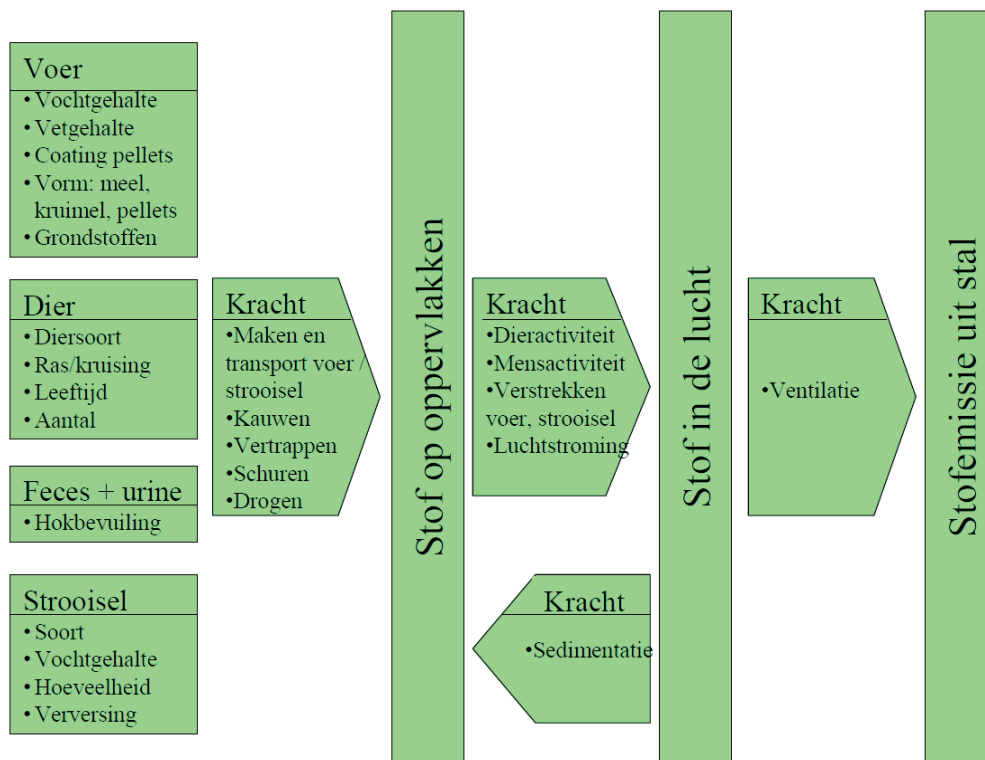 Voer
• Vochtgehalte
• Vetgehalte
• Coating pellets
• Vorm: meel,
kruimel, pellets
• Grondstoffen
Dier
• Diersoort
• Ras/kruising
• Leeftijd
• Aantal
Feces + urine
• Hokbevuiling
Strooisel
• Soort
• Vochtgehalte
• Hoeveelheid
• Verversing
Kracht
•Maken en
transport voer /
strooisel
•Kauwen
•Vertrappen
•Schuren
•Drogen
Stof op oppervlakken
Kracht
•Dieractiviteit
•Mensactiviteit
•Verstrekken
voer, strooisel
•Luchtstroming
Kracht
•Sedimentatie
Stof in de lucht
Kracht
•Ventilatie
Stofemissie uit stal